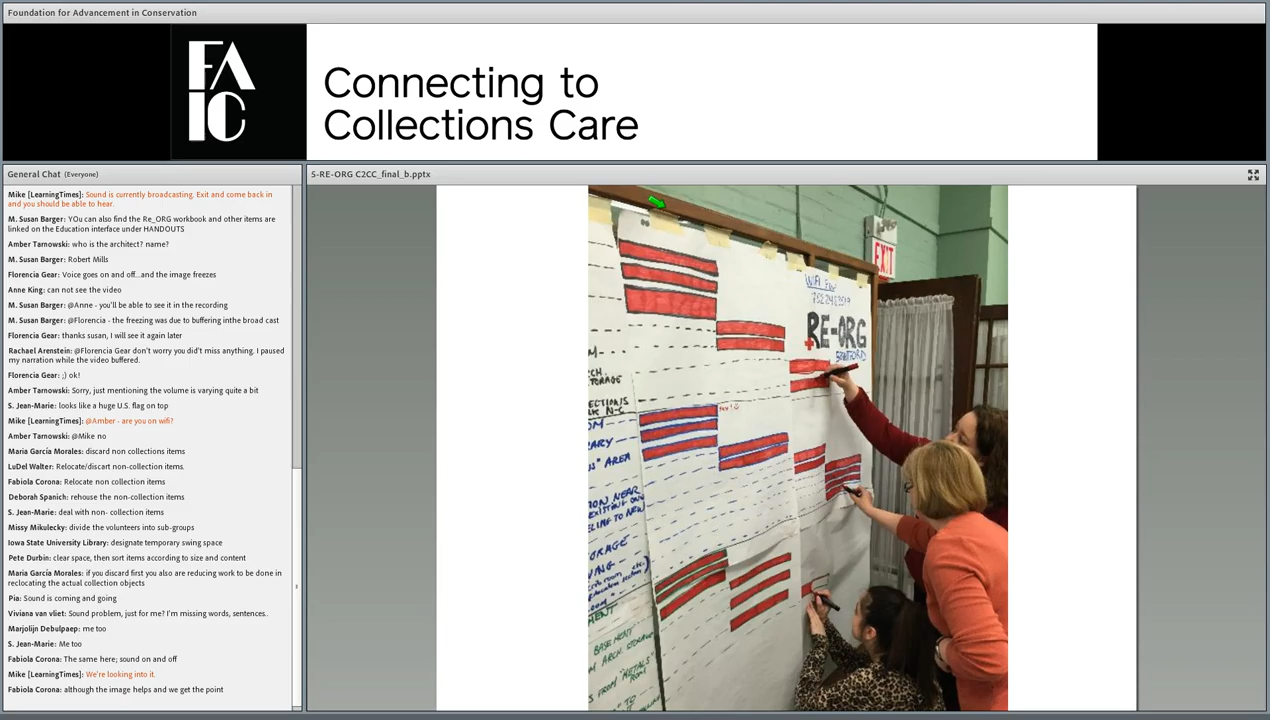 Foundation for Advancement in Conservation
FA
IC
Connecting to
Collections Care
General Chat (Everyone)
Mike [LearningTimes]: Sound is currently broadcasting. Exit and come back in
and you should be able to hear.
M. Susan Barger: YOu can also find the Re_ORG workbook and other items are
linked on the Education interface under HANDOUTS
Amber Tarnowski: who is the architect? name?
M. Susan Barger: Robert Mills
Florencia Gear: Voice goes on and off...and the image freezes
Anne King: can not see the video
M. Susan Barger: @Anne - you'll be able to see it in the recording
M. Susan Barger: @Florencia - the freezing was due to buffering inthe broad cast
Florencia Gear: thanks susan, I will see it again later
Rachael Arenstein: @Florencia Gear don't worry you did't miss anything. I paused
my narration while the video buffered.
Florencia Gear: ;) ok!
Amber Tarnowski: Sorry, just mentioning the volume is varying quite a bit
S. Jean-Marie: looks like a huge U.S. flag on top
Mike [LearningTimes]: @Amber - are you on wifi?
Amber Tarnowski: @Mike no
Maria García Morales: discard non collections items
LuDel Walter: Relocate/discart non-collection items.
Fabiola Corona: Relocate non collection items
Deborah Spanich: rehouse the non-collection items
S. Jean-Marie: deal with non- collection items
Missy Mikulecky: divide the volunteers into sub-groups
Iowa State University Library: designate temporary swing space
Pete Durbin: clear space, then sort items according to size and content
Maria García Morales: if you discard first you also are reducing work to be done in
reclocating the actual collection objects
Pia: Sound is coming and going
Viviana van vliet: Sound problem, just for me? I'm missing words, sentences..
Marjolijn Debulpaep: me too
S. Jean-Marie: Me too
Fabiola Corona: The same here; sound on and off
Mike [LearningTimes]: We're looking into it.
Fabiola Corona: although the image helps and we get the point
5-RE-ORG C2CC_final_b.pptx
EXIT
RE-ORG
STORAGE
AREA
ION NEAR
EXISTING
LINE TO NEW
BASEMENT
ARCH. STORAGE
FROM "METALS"
ROOM